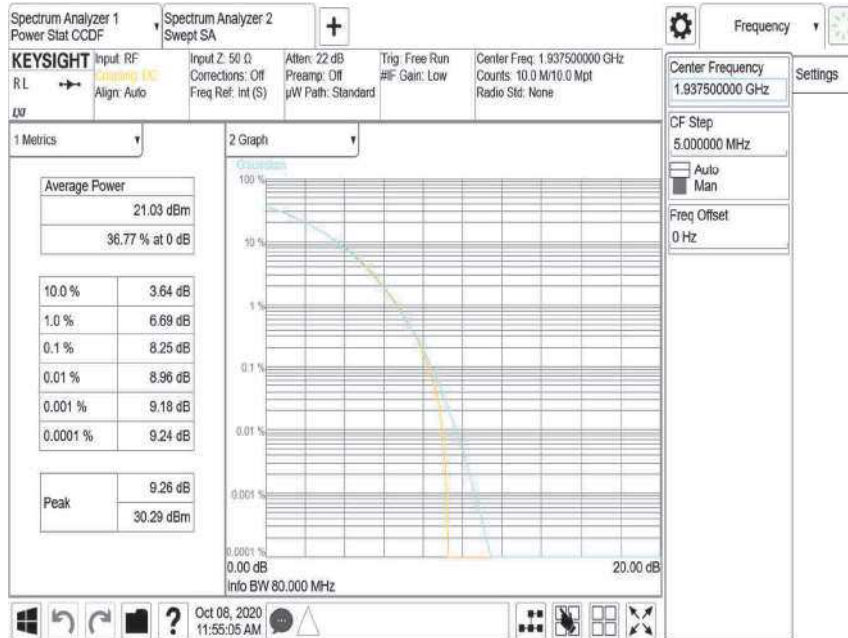 Spectrum Analyzer 1
Power Stat CCDF
Spectrum Analyzer 2
Swept SA
+
Frequency
KEYSIGHT
RL
LXI
Input: RF
Coupling: DC
Align: Auto
Input Z: 50 Ω
Corrections: Off
Freq Ref: Int (S)
Atten: 22 dB
Preamp: Off
µW Path: Standard
Trig: Free Run
#IF Gain: Low
Center Freq: 1.937500000 GHz
Counts: 10.0 M/10.0 Mpt
Radio Std: None
Center Frequency
1.937500000 GHz
Settings
CF Step
5.000000 MHz
Auto
Man
Freq Offset
0 Hz
1 Metrics
Average Power
21.03 dBm
36.77 % at 0 dB
10.0 % 3.64 dB
1.0 % 6.69 dB
0.1 % 8.25 dB
0.01 % 8.96 dB
0.001 % 9.18 dB
0.0001 % 9.24 dB
Peak
9.26 dB
30.29 dBm
2 Graph
Gaussian
100 %
10 %
1 %
0.1 %
0.01 %
0.001 %
0.0001 %
0.00 dB
20.00 dB
Info BW 80.000 MHz
?
Oct 08, 2020
11:55:05 AM